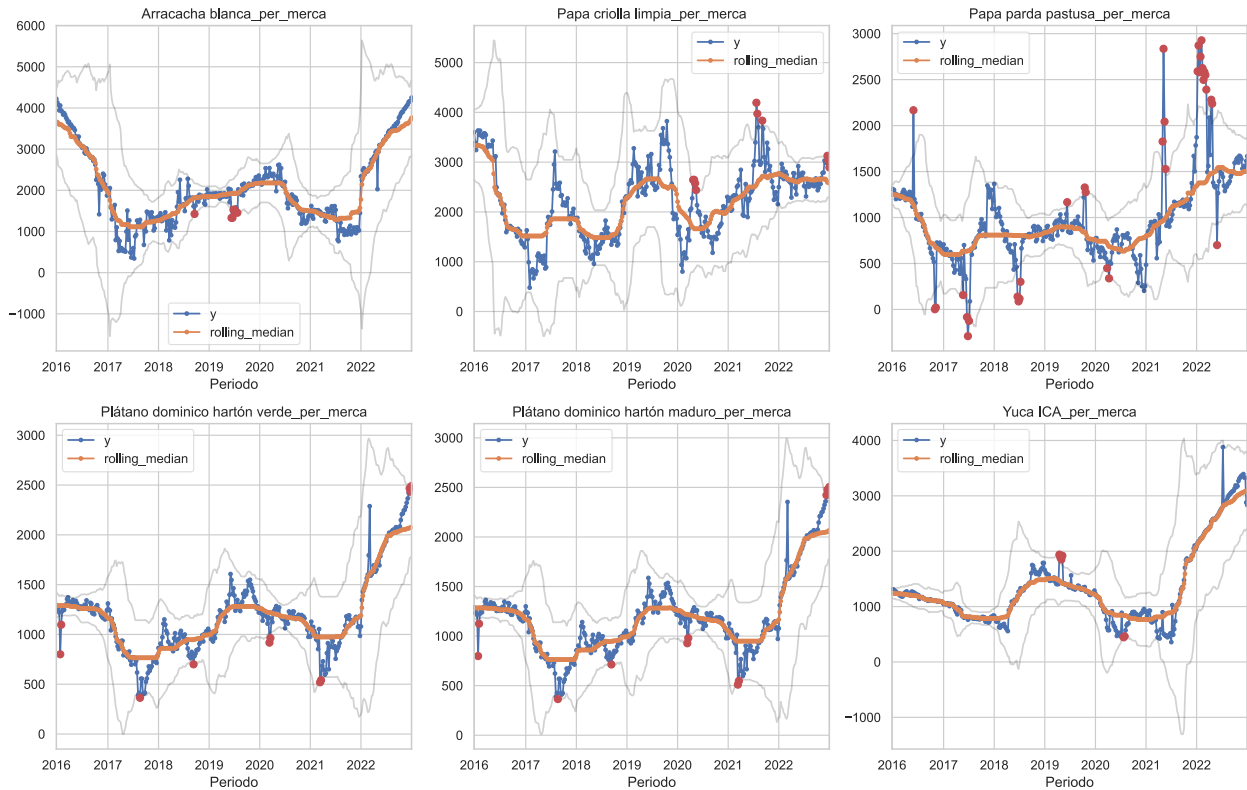 Arracacha blanca_per_merca
6000
5000
4000
3000
2000
1000
0
−1000
y
rolling_median
2016 2017 2018 2019 2020 2021 2022
Periodo
Papa criolla limpia_per_merca
5000
4000
3000
2000
1000
0
y
rolling_median
2016 2017 2018 2019 2020 2021 2022
Periodo
Papa parda pastusa_per_merca
3000
2500
2000
1500
1000
500
0
y
rolling_median
2016 2017 2018 2019 2020 2021 2022
Periodo
Plátano dominico hartón verde_per_merca
3000
2500
2000
1500
1000
500
0
y
rolling_median
2016 2017 2018 2019 2020 2021 2022
Periodo
Plátano dominico hartón maduro_per_merca
3000
2500
2000
1500
1000
500
0
y
rolling_median
2016 2017 2018 2019 2020 2021 2022
Periodo
Yuca ICA_per_merca
4000
3000
2000
1000
0
−1000
y
rolling_median
2016 2017 2018 2019 2020 2021 2022
Periodo